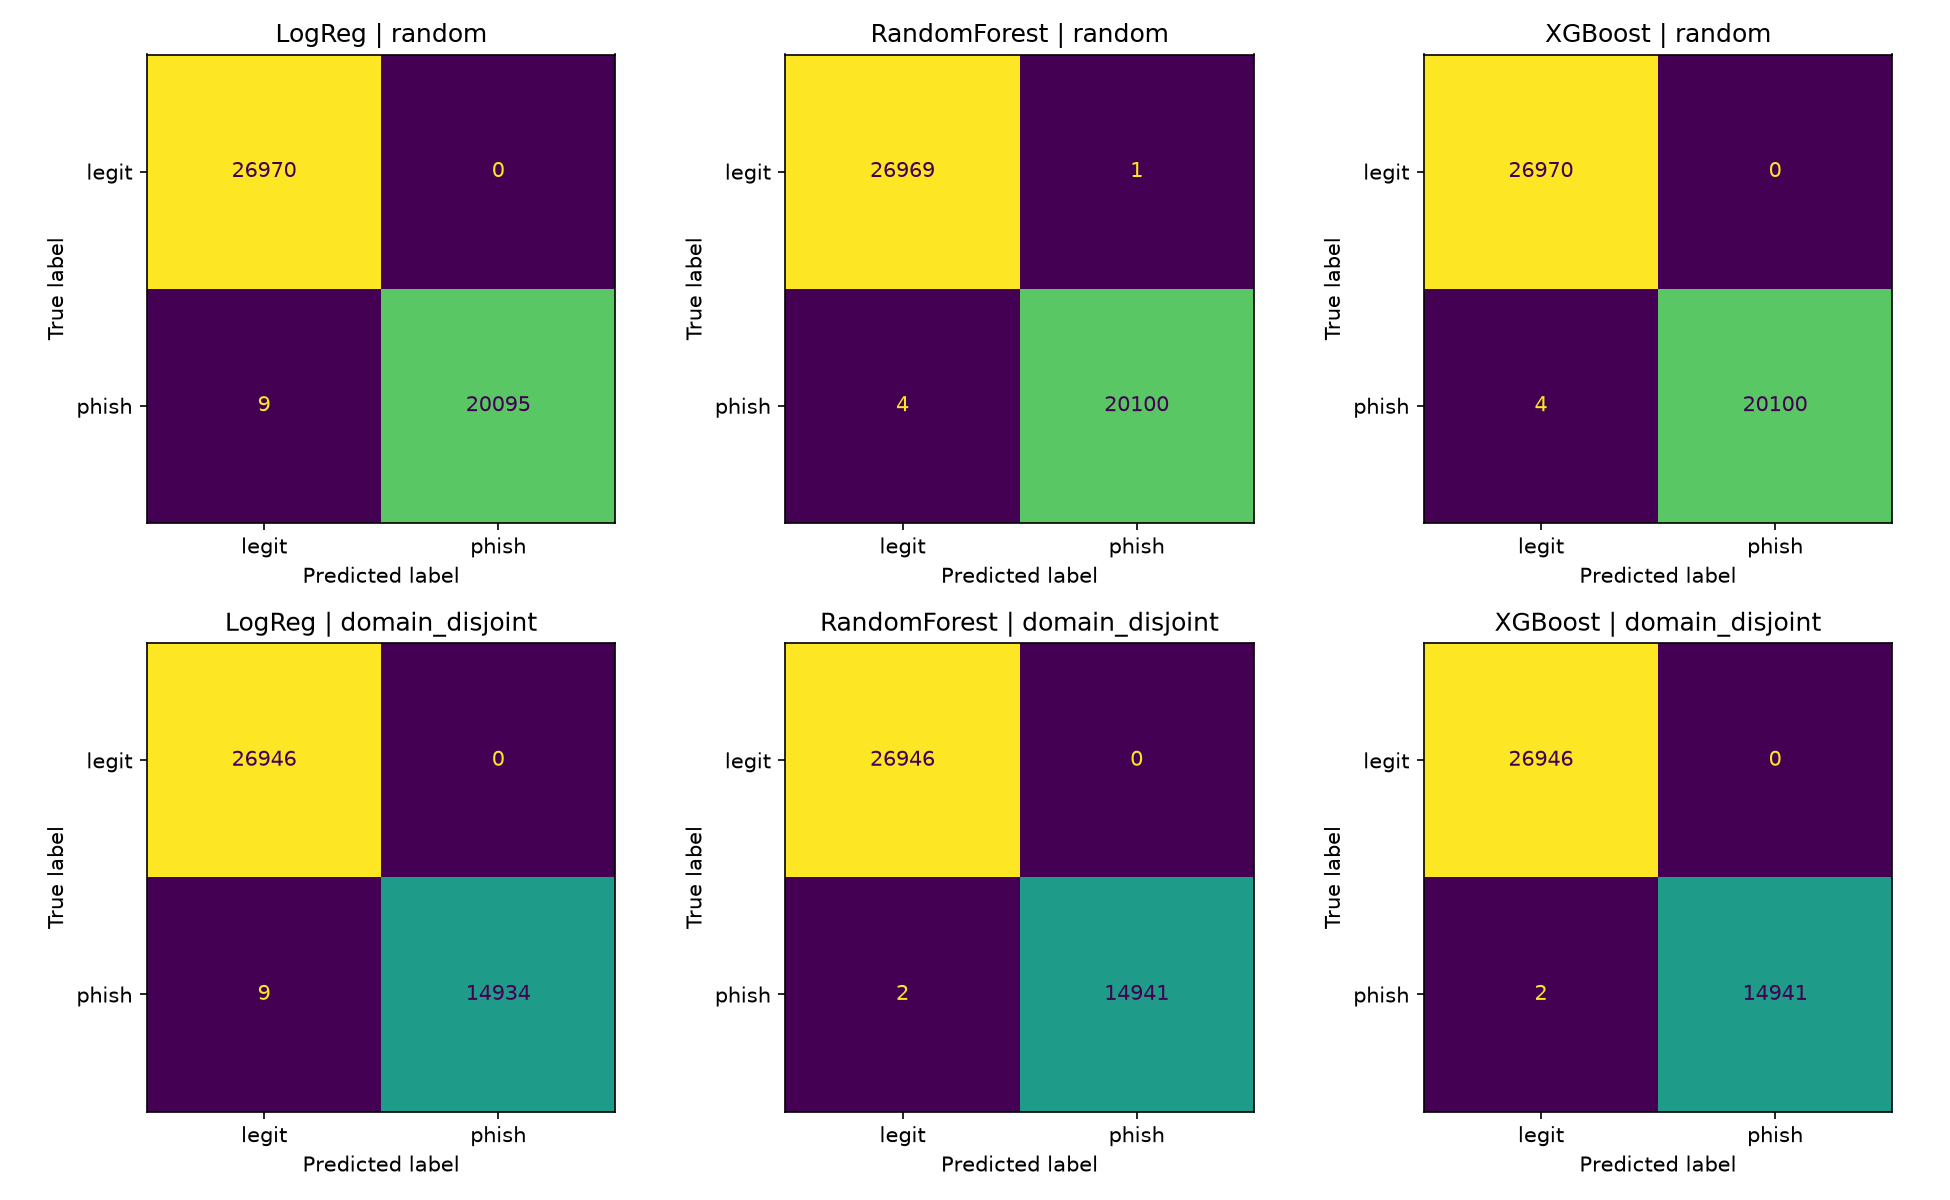 LogReg | random
RandomForest | random
XGBoost | random
True label
legit
26970
0
phish
9
20095
legit
phish
Predicted label
True label
legit
26969
1
phish
4
20100
legit
phish
Predicted label
True label
legit
26970
0
phish
4
20100
legit
phish
Predicted label
LogReg | domain_disjoint
RandomForest | domain_disjoint
XGBoost | domain_disjoint
True label
legit
26946
0
phish
9
14934
legit
phish
Predicted label
True label
legit
26946
0
phish
2
14941
legit
phish
Predicted label
True label
legit
26946
0
phish
2
14941
legit
phish
Predicted label